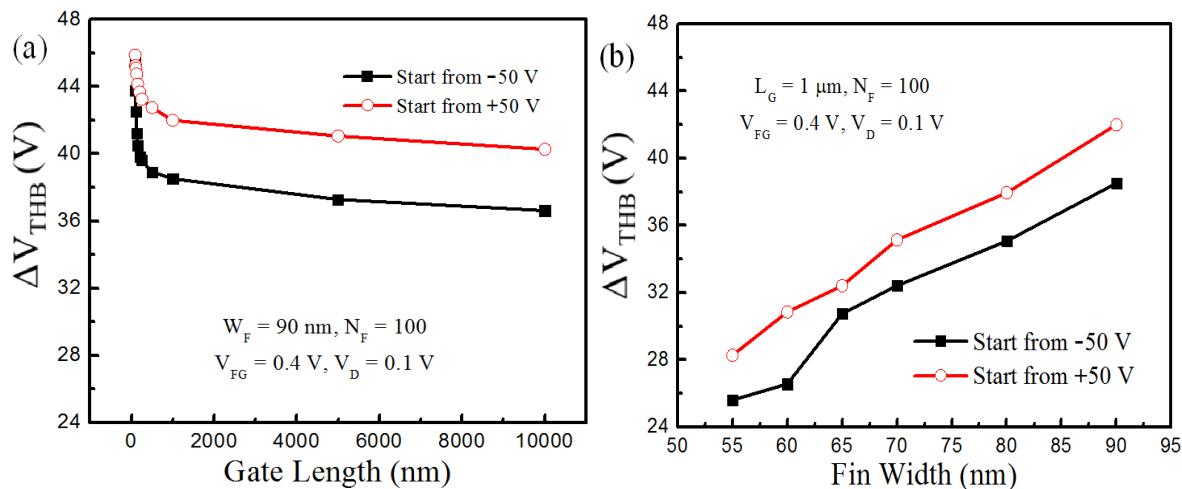 (a)
ΔV_THB (V)
48
44
40
36
32
28
24
Start from −50 V
Start from +50 V
W_F = 90 nm, N_F = 100
V_FG = 0.4 V, V_D = 0.1 V
0 2000 4000 6000 8000 10000
Gate Length (nm)
(b)
ΔV_THB (V)
48
44
40
36
32
28
24
L_G = 1 μm, N_F = 100
V_FG = 0.4 V, V_D = 0.1 V
Start from -50 V
Start from +50 V
50 55 60 65 70 75 80 85 90 95
Fin Width (nm)